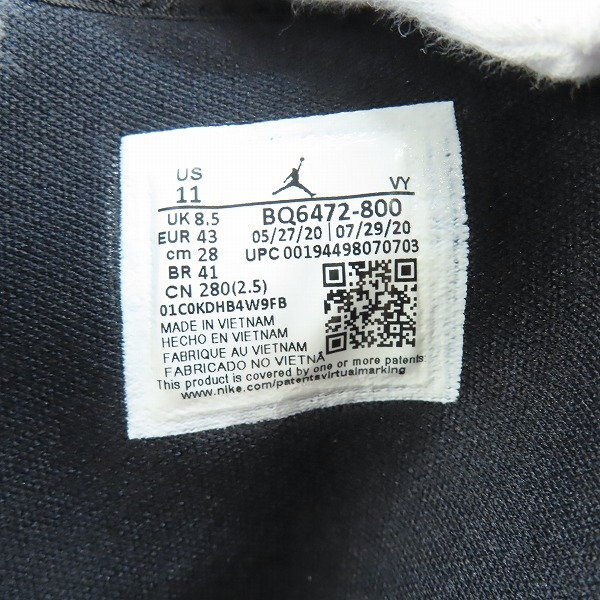 US
11
VY
UK 8.5
BQ6472-800
EUR 43
05/27/20 07/29/20
cm 28
UPC 00194498070703
BR 41
CN 280(2.5)
01C0KDHB4W9FB
MADE IN VIETNAM
HECHO EN VIETNAM
FABRIQUE AU VIETNAM
FABRICADO NO VIETNÃ
This product is covered by one or more patents.
www.nike.com/patentsvirtualmarking